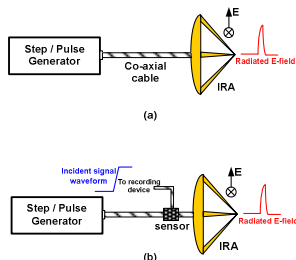 E
Step / Pulse
Generator
Co-axial
cable
Radiated E-field
IRA
(a)
Incident signal
waveform
To recording
device
E
Step / Pulse
Generator
sensor
Radiated E-field
IRA
(b)